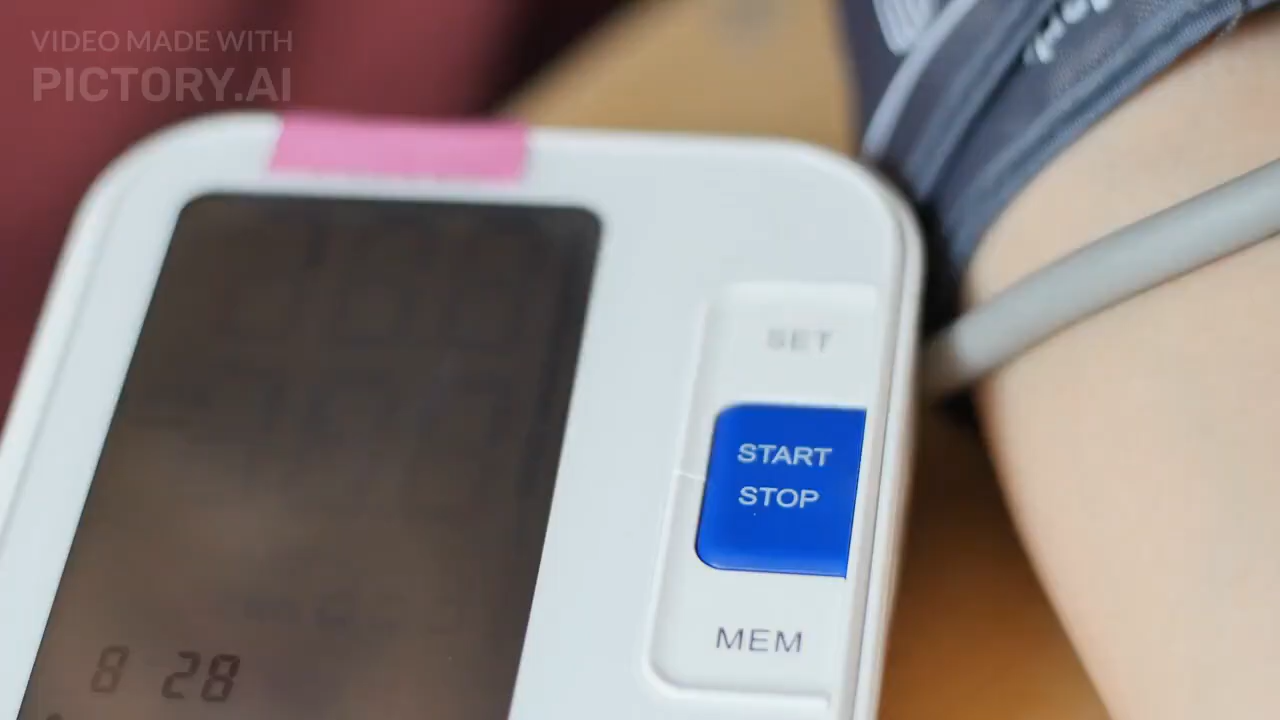 VIDEO MADE WITH
PICTORY.AI
SET
START
STOP
MEM
8 28